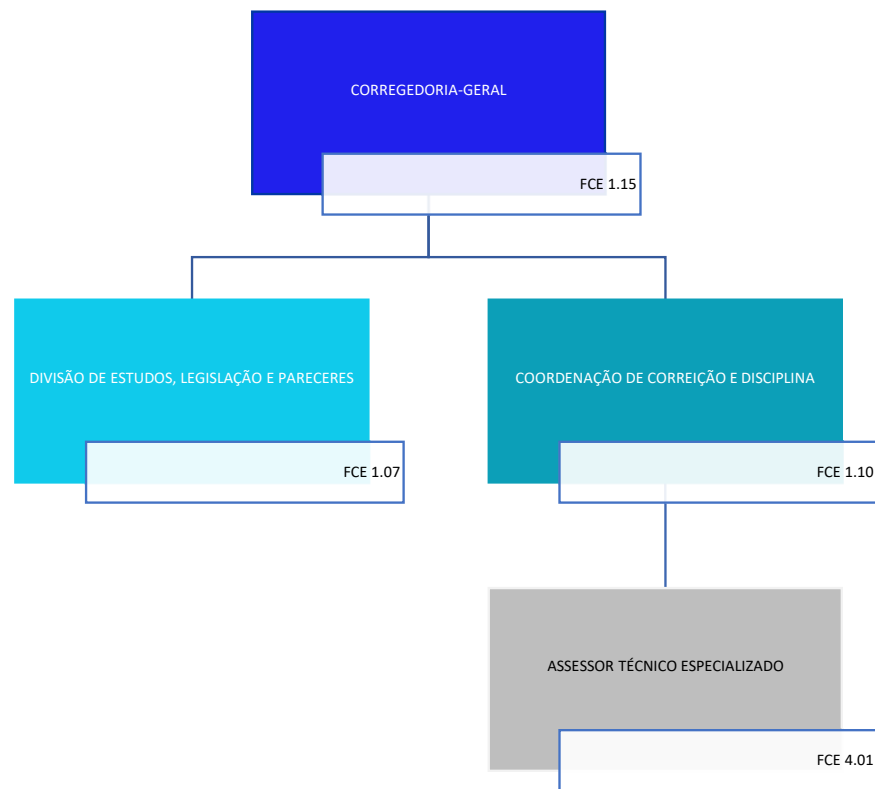 CORREGEDORIA-GERAL
FCE 1.15
DIVISÃO DE ESTUDOS, LEGISLAÇÃO E PARECERES
FCE 1.07
COORDENAÇÃO DE CORREIÇÃO E DISCIPLINA
FCE 1.10
ASSESSOR TÉCNICO ESPECIALIZADO
FCE 4.01